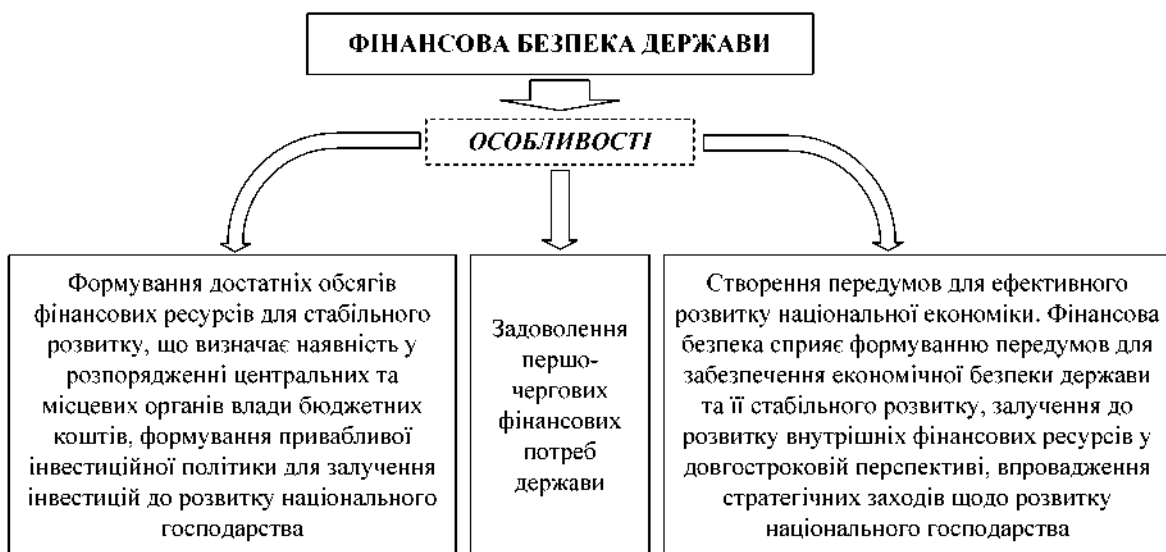 ФІНАНСОВА БЕЗПЕКА ДЕРЖАВИ
ОСОБЛИВОСТІ
Формування достатніх обсягів
фінансових ресурсів для стабільного
розвитку, що визначає наявність у
розпорядженні центральних та
місцевих органів влади бюджетних
коштів, формування привабливої
інвестиційної політики для залучення
інвестицій до розвитку національного
господарства
Задоволення
першо-
чергових
фінансових
потреб
держави
Створення передумов для ефективного
розвитку національної економіки. Фінансова
безпека сприяє формуванню передумов для
забезпечення економічної безпеки держави
та її стабільного розвитку, залучення до
розвитку внутрішніх фінансових ресурсів у
довгостроковій перспективі, впровадження
стратегічних заходів щодо розвитку
національного господарства